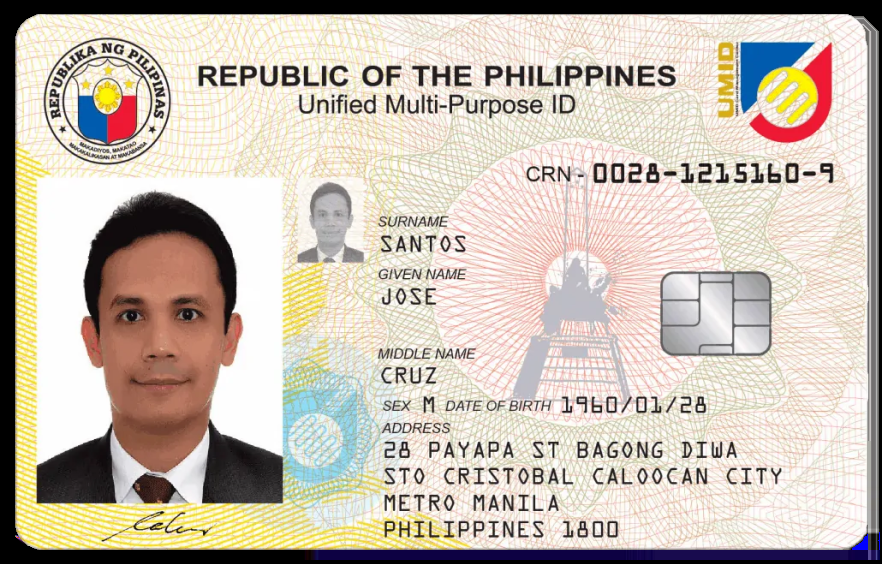 REPUBLIKA NG PILIPINAS
MAKADIYOS, MAKATAO
MAKAKALIKASAN AT MAKABANSA
REPUBLIC OF THE PHILIPPINES
Unified Multi-Purpose ID
UMID
CRN - 0028-1215160-9
SURNAME
SANTOS
GIVEN NAME
JOSE
MIDDLE NAME
CRUZ
SEX M DATE OF BIRTH 1960/01/28
ADDRESS
28 PAYAPA ST BAGONG DIWA
STO CRISTOBAL CALOOCAN CITY
METRO MANILA
PHILIPPINES 1800